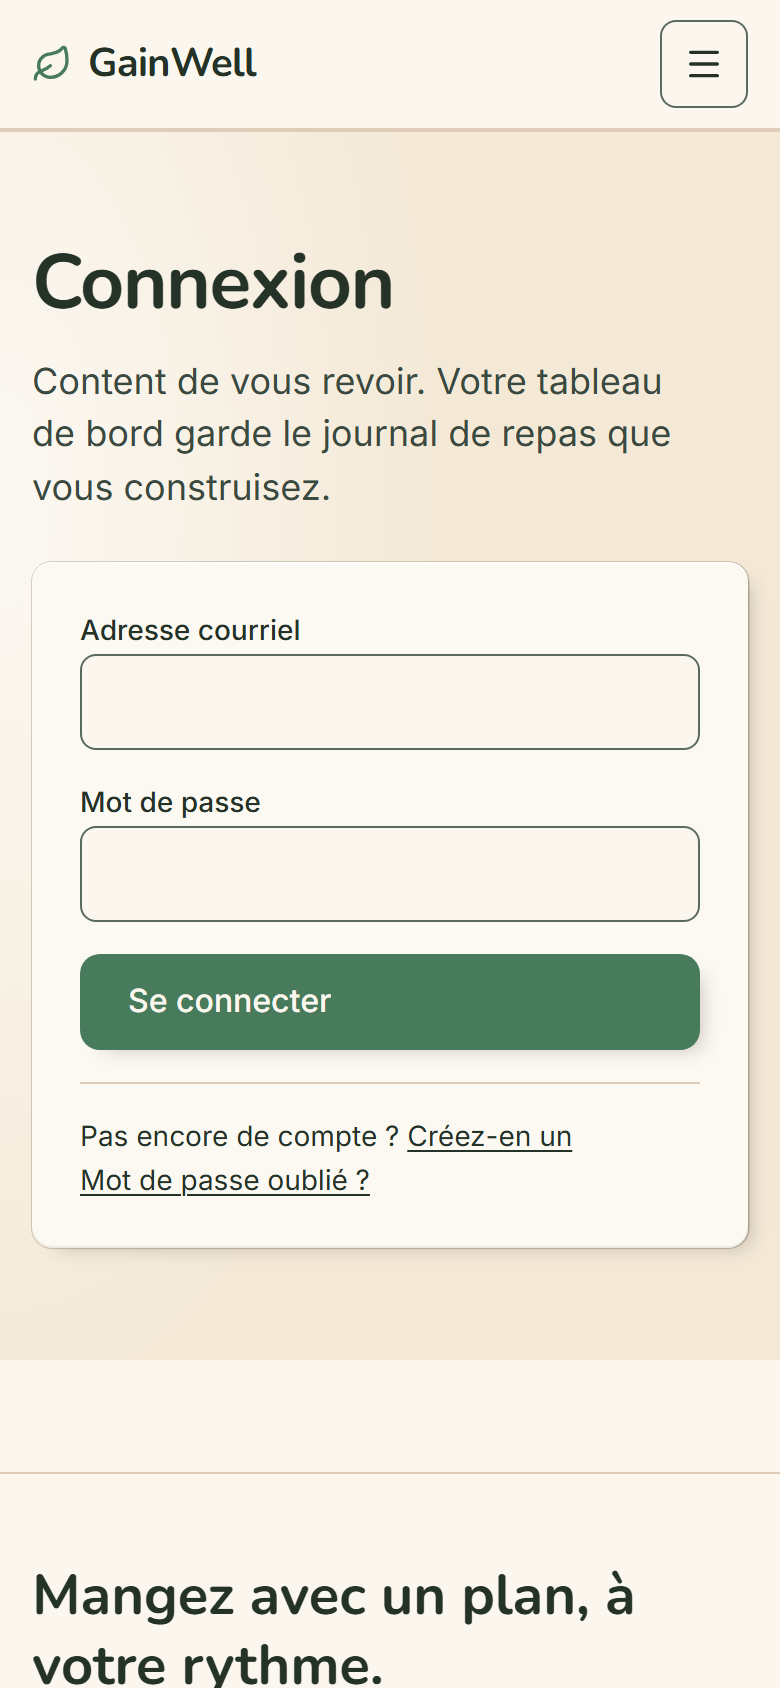 GainWell
Connexion
Content de vous revoir. Votre tableau
de bord garde le journal de repas que
vous construisez.
Adresse courriel
Mot de passe
Se connecter
Pas encore de compte ? Créez-en un
Mot de passe oublié ?
Mangez avec un plan, à
votre rythme.